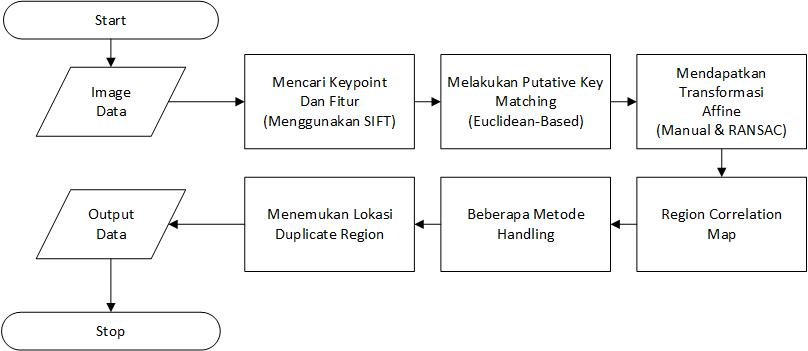 Start
Image
Data
Mencari Keypoint
Dan Fitur
(Menggunakan SIFT)
Melakukan Putative Key
Matching
(Euclidean-Based)
Mendapatkan
Transformasi
Affine
(Manual & RANSAC)
Region Correlation
Map
Beberapa Metode
Handling
Menemukan Lokasi
Duplicate Region
Output
Data
Stop